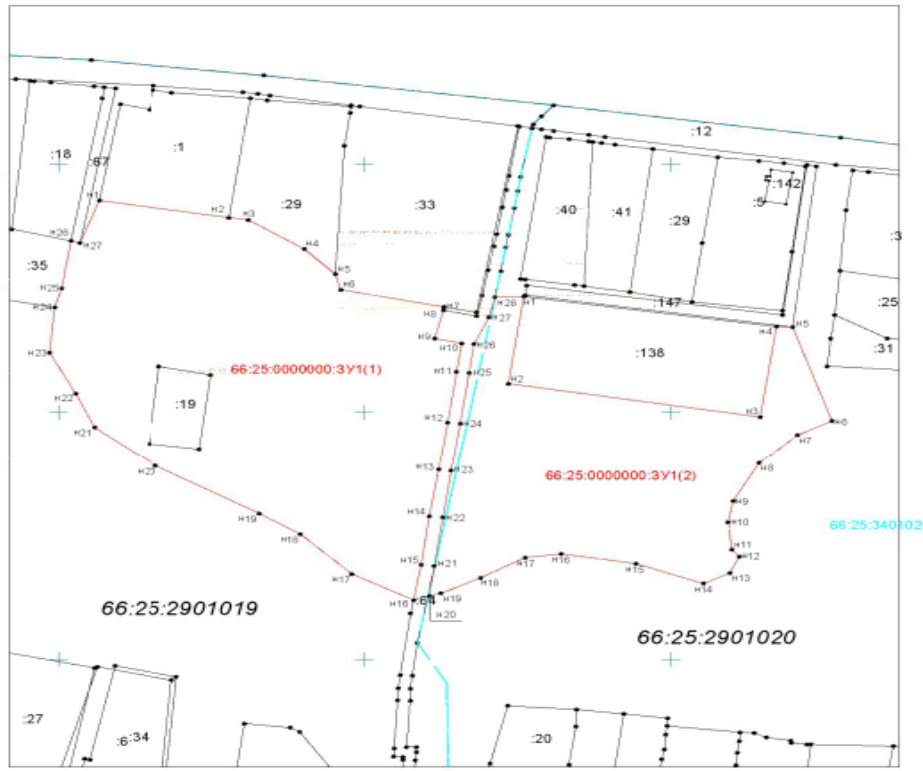 :12
:18
:67
:1
:142
:5
:29
:33
:40
:41
:29
н1
н2
н3
н4
н26
н27
:35
н5
н6
н25
н24
н7
н8
н28
н1
н27
:147
н5
:25
н9
н10
н26
:138
:31
н23
н11
н25
66:25:0000000:ЗУ1(1)
н2
н22
:19
н3
н6
н21
н12
н24
н7
н23
н13
н23
н8
66:25:0000000:ЗУ1(2)
н19
н14
н22
н9
н10
66:25:340102
н18
н11
н12
н17
н15
н21
н18
н17
н16
н15
н14
н13
66:25:2901019
н16
:64
н19
н20
66:25:2901020
:27
:6
:34
:20